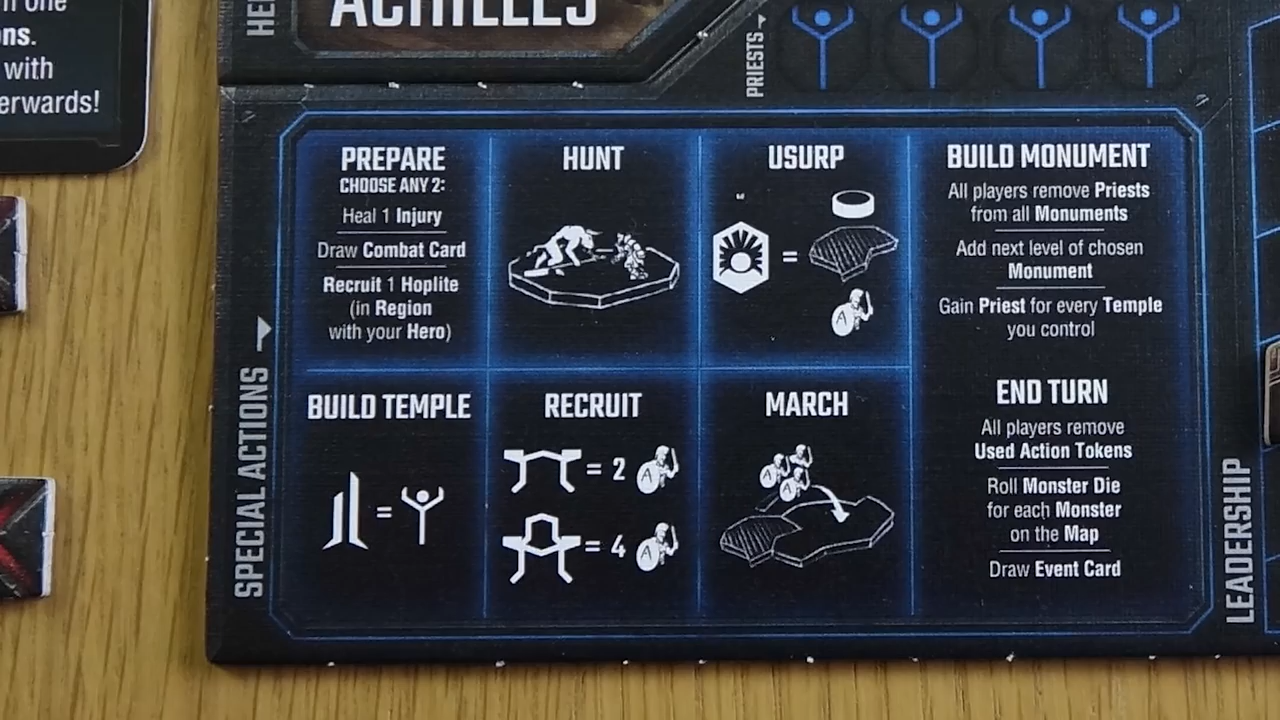 n one
ns.
with
erwards!
ACHILLES
PRIESTS
SPECIAL ACTIONS
PREPARE
CHOOSE ANY 2:
Heal 1 Injury
Draw Combat Card
Recruit 1 Hoplite
(in Region
with your Hero)
HUNT
USURP
=
A
BUILD MONUMENT
All players remove Priests
from all Monuments
Add next level of chosen
Monument
Gain Priest for every Temple
you control
BUILD TEMPLE
=
RECRUIT
= 2 A
= 4 A
MARCH
A A
A
END TURN
All players remove
Used Action Tokens
Roll Monster Die
for each Monster
on the Map
Draw Event Card
LEADERSHIP